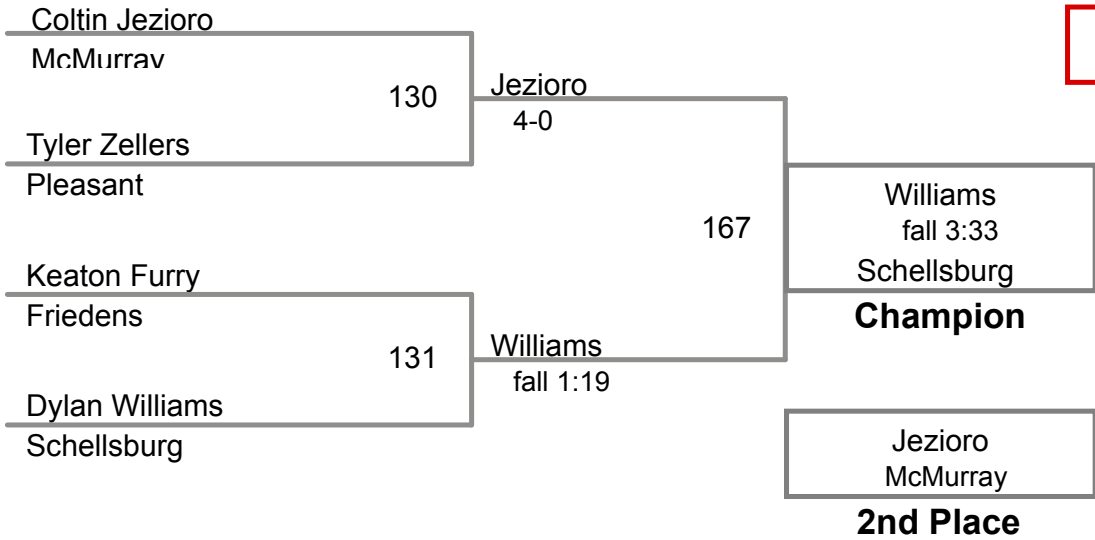 Coltin Jezioro
McMurray
130
Jezioro
4-0
Tyler Zellers
Pleasant
167
Williams
fall 3:33
Schellsburg
Champion
Keaton Furry
Friedens
131
Williams
fall 1:19
Dylan Williams
Schellsburg
Jezioro
McMurray
2nd Place